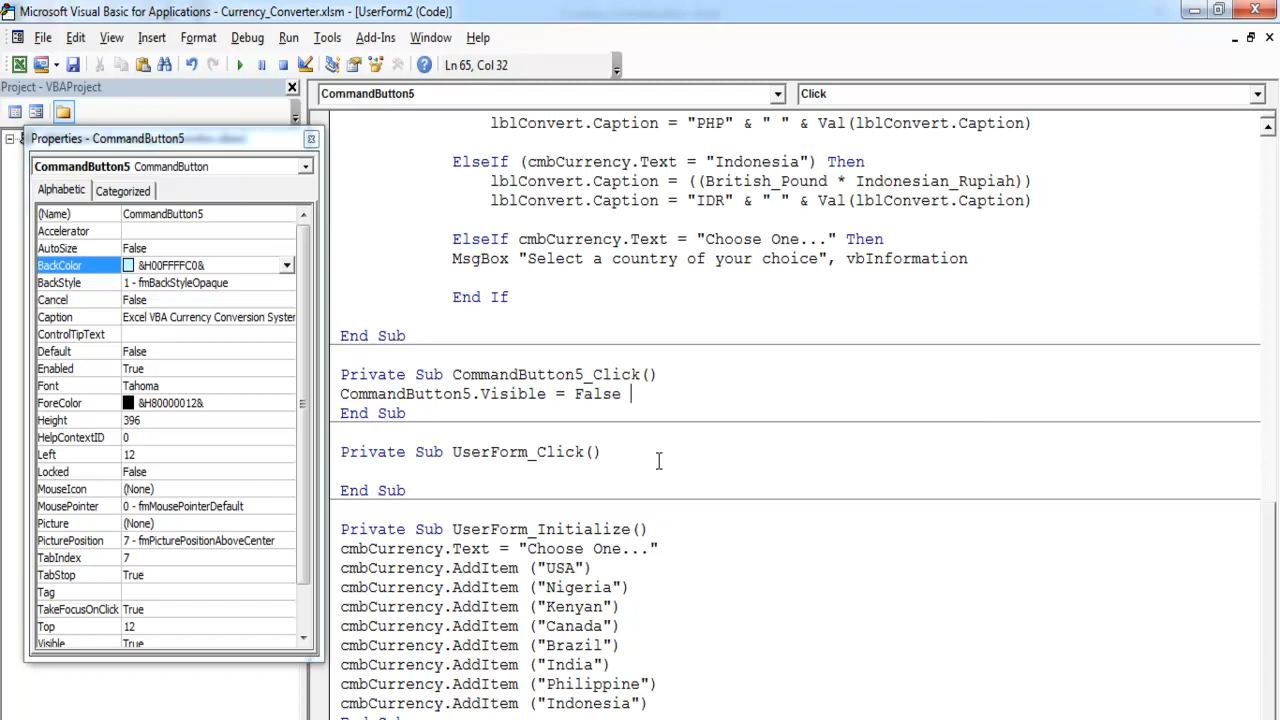 Microsoft Visual Basic for Applications - Currency_Converter.xlsm - [UserForm2 (Code)]
File Edit View Insert Format Debug Run Tools Add-Ins Window Help
Ln 65, Col 32
Project - VBAProject
CommandButton5 Click
Properties - CommandButton5
CommandButton5 CommandButton
Alphabetic Categorized
(Name) CommandButton5
Accelerator
AutoSize False
BackColor &H00FFFFC0&
BackStyle 1 - fmBackStyleOpaque
Cancel False
Caption Excel VBA Currency Conversion System
ControlTipText
Default False
Enabled True
Font Tahoma
ForeColor &H80000012&
Height 396
HelpContextID 0
Left 12
Locked False
MouseIcon (None)
MousePointer 0 - fmMousePointerDefault
Picture (None)
PicturePosition 7 - fmPicturePositionAboveCenter
TabIndex 7
TabStop True
Tag
TakeFocusOnClick True
Top 12
Visible True
lblConvert.Caption = "PHP" & " " & Val(lblConvert.Caption)
ElseIf (cmbCurrency.Text = "Indonesia") Then
lblConvert.Caption = ((British_Pound * Indonesian_Rupiah))
lblConvert.Caption = "IDR" & " " & Val(lblConvert.Caption)
ElseIf cmbCurrency.Text = "Choose One..." Then
MsgBox "Select a country of your choice", vbInformation
End If
End Sub
Private Sub CommandButton5_Click()
CommandButton5.Visible = False
End Sub
Private Sub UserForm_Click()
End Sub
Private Sub UserForm_Initialize()
cmbCurrency.Text = "Choose One..."
cmbCurrency.AddItem ("USA")
cmbCurrency.AddItem ("Nigeria")
cmbCurrency.AddItem ("Kenyan")
cmbCurrency.AddItem ("Canada")
cmbCurrency.AddItem ("Brazil")
cmbCurrency.AddItem ("India")
cmbCurrency.AddItem ("Philippine")
cmbCurrency.AddItem ("Indonesia")